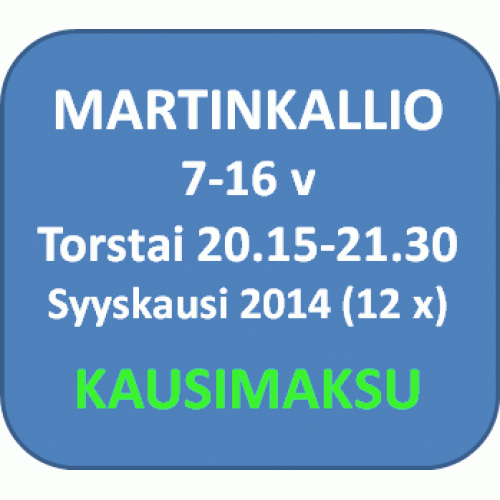 MARTINKALLIO
7-16 v
Torstai 20.15-21.30
Syyskausi 2014 (12 x)
KAUSIMAKSU